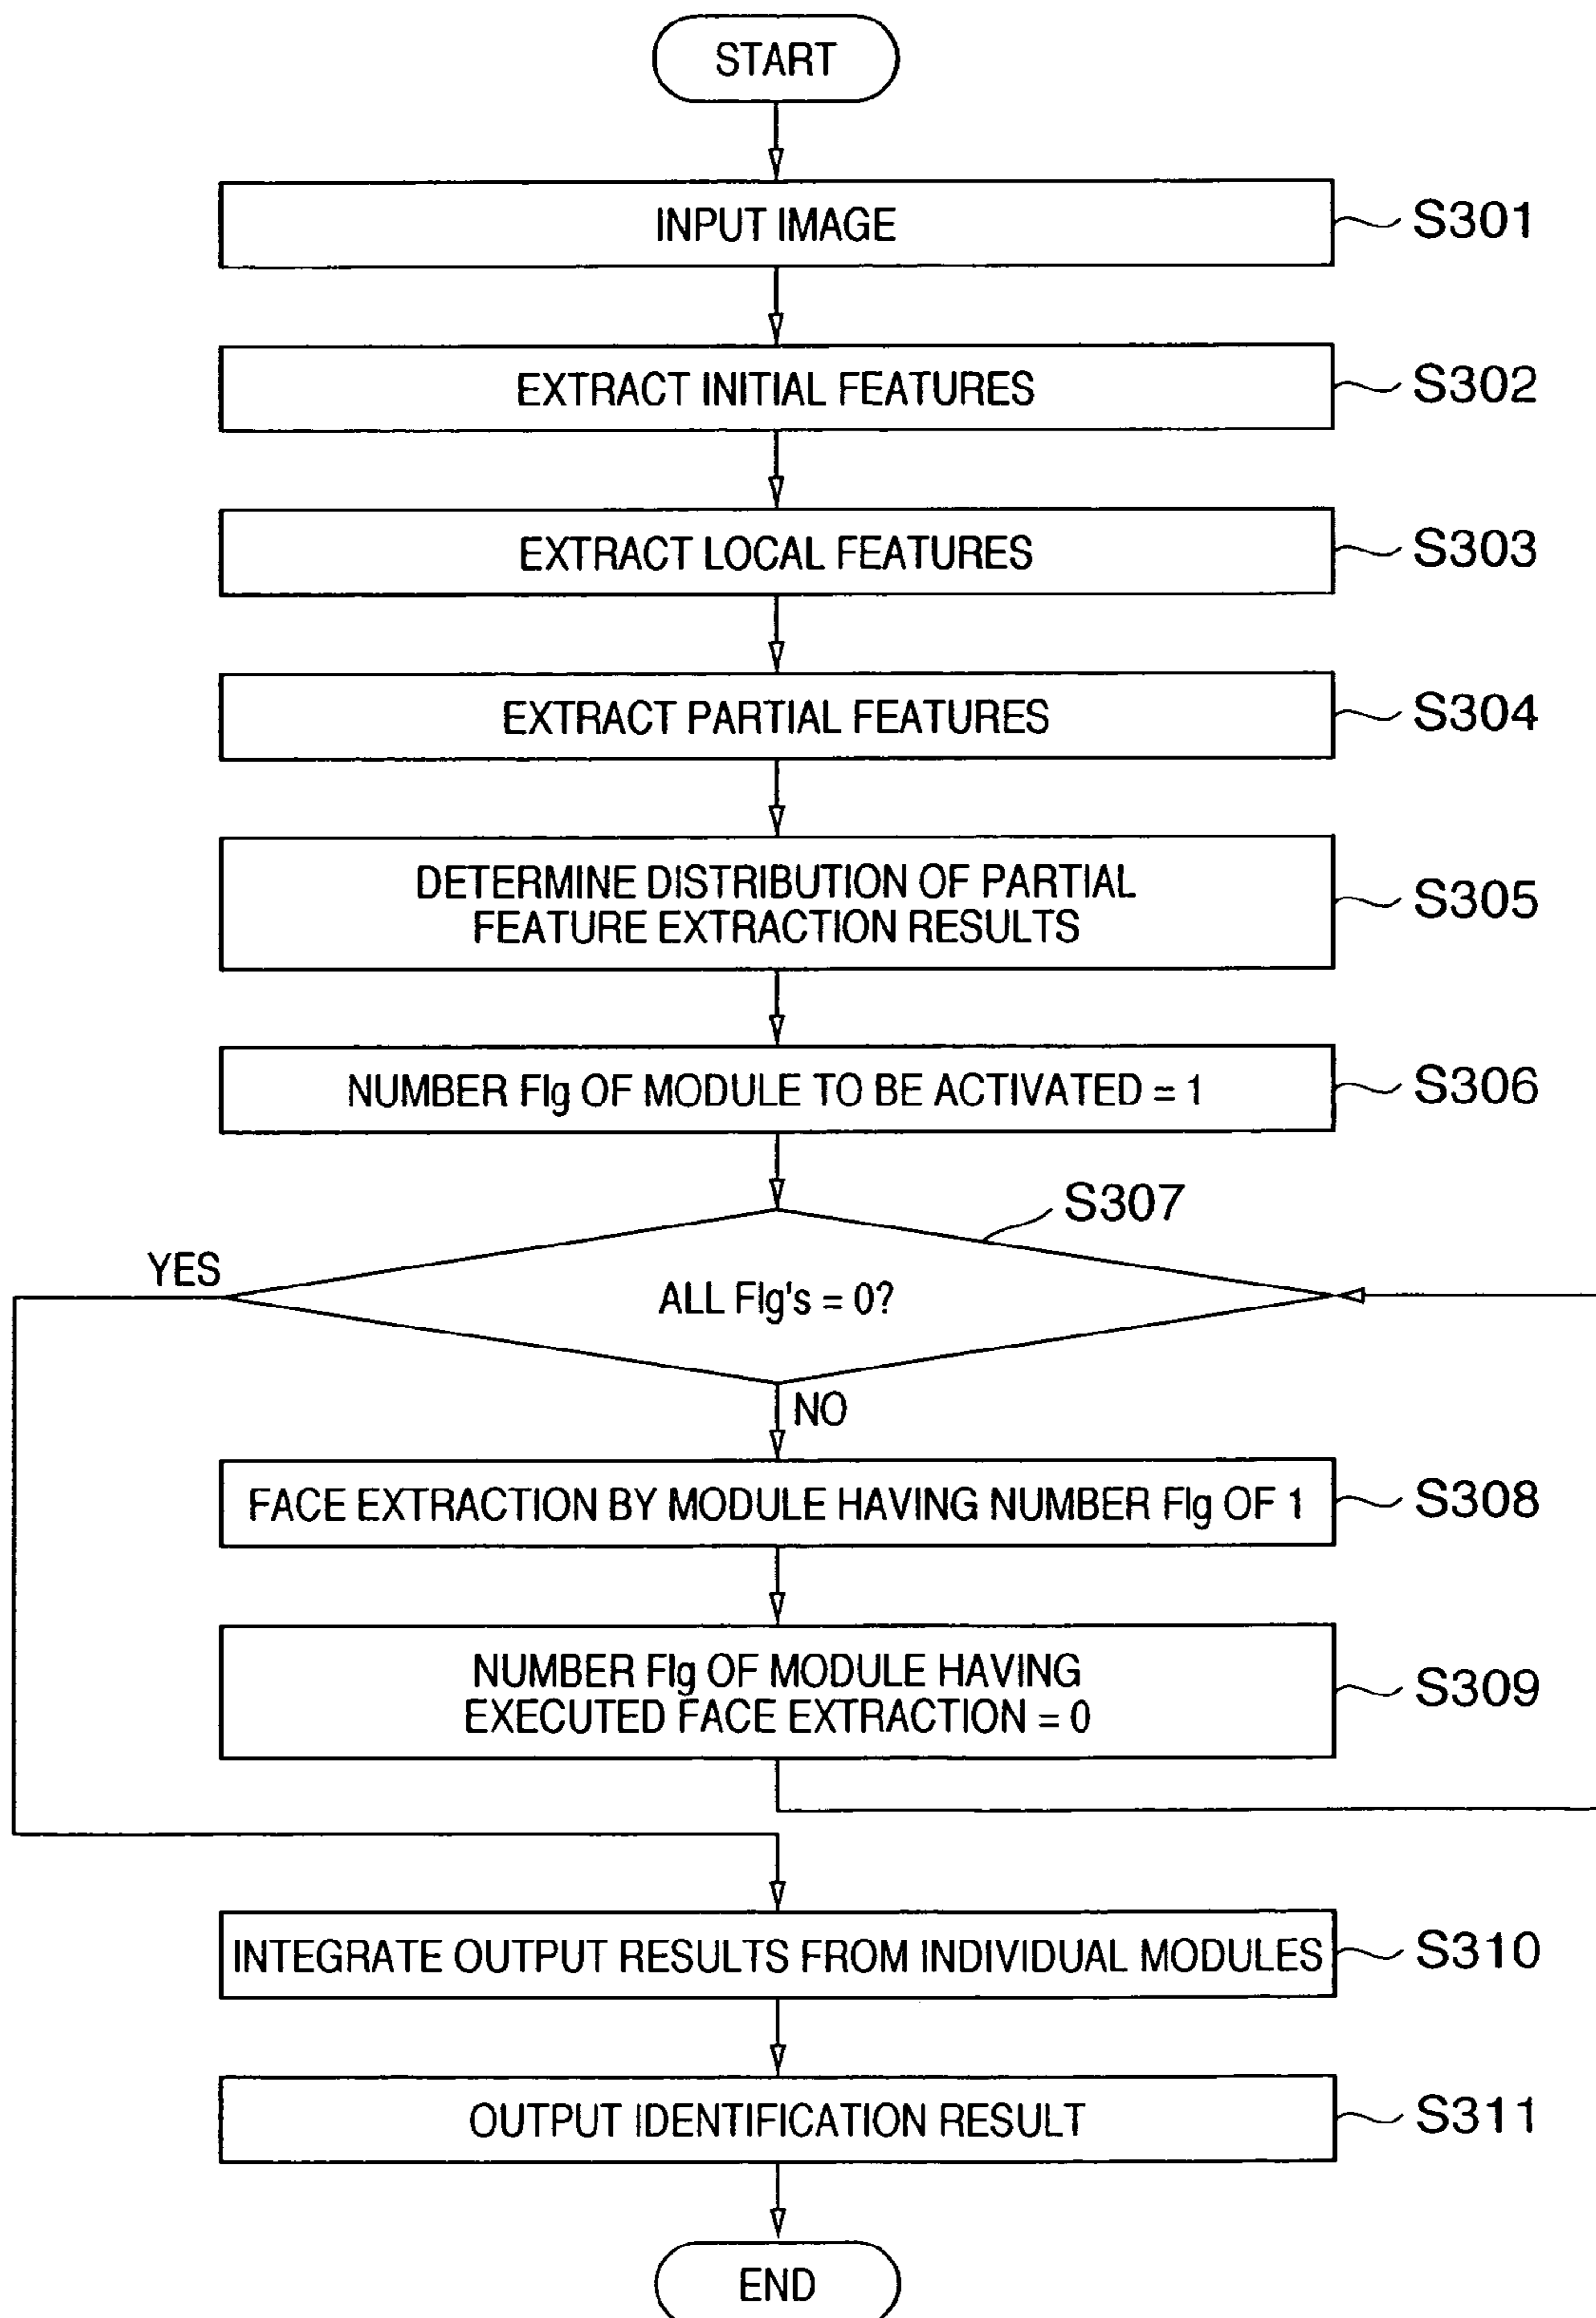 START
INPUT IMAGE
S301
EXTRACT INITIAL FEATURES
S302
EXTRACT LOCAL FEATURES
S303
EXTRACT PARTIAL FEATURES
S304
DETERMINE DISTRIBUTION OF PARTIAL
FEATURE EXTRACTION RESULTS
S305
NUMBER Flg OF MODULE TO BE ACTIVATED = 1
S306
S307
YES
ALL Flg's = 0?
NO
FACE EXTRACTION BY MODULE HAVING NUMBER Flg OF 1
S308
NUMBER Flg OF MODULE HAVING
EXECUTED FACE EXTRACTION = 0
S309
INTEGRATE OUTPUT RESULTS FROM INDIVIDUAL MODULES
S310
OUTPUT IDENTIFICATION RESULT
S311
END